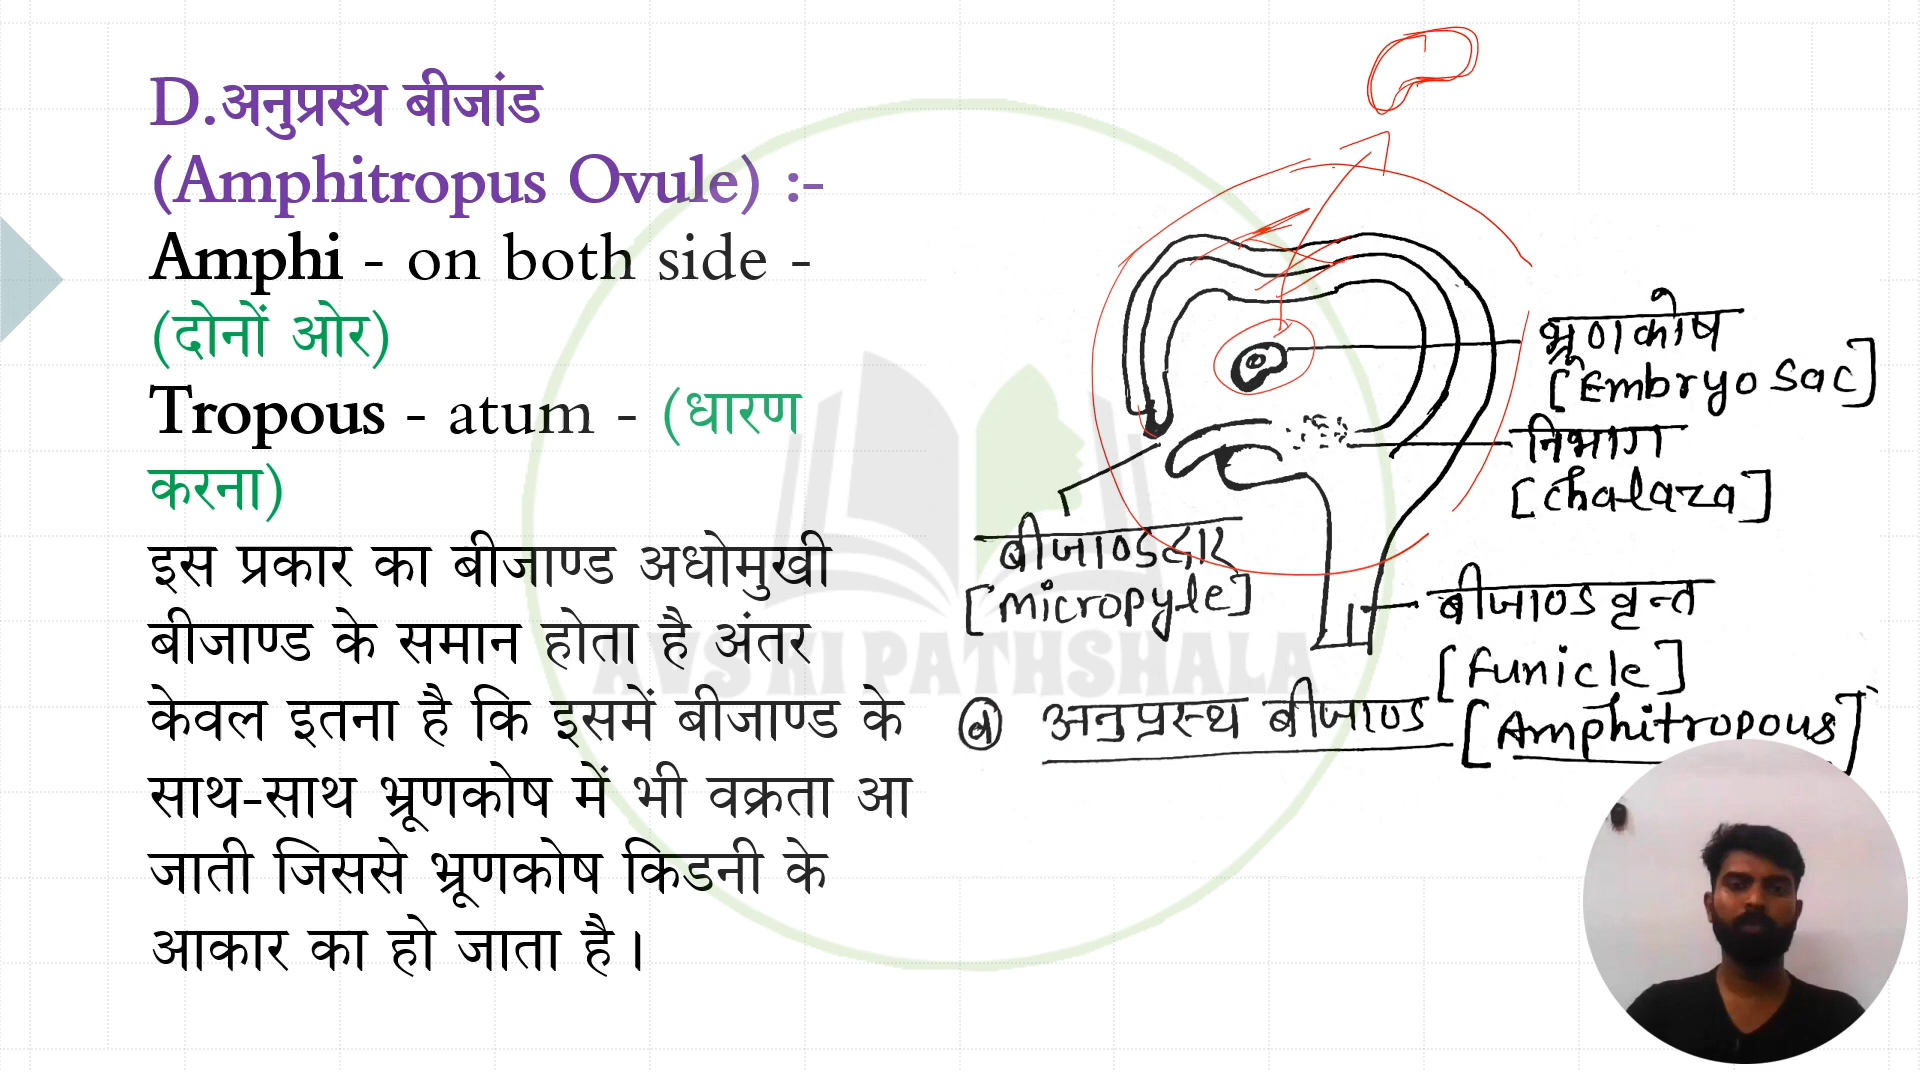 D.अनुप्रस्थ बीजांड
(Amphitropus Ovule) :-
Amphi - on both side -
(दोनों ओर)
Tropous - atum - (धारण
करना)
इस प्रकार का बीजाण्ड अधोमुखी
बीजाण्ड के समान होता है अंतर
केवल इतना है कि इसमें बीजाण्ड के
साथ-साथ भ्रूणकोष में भी वक्रता आ
जाती जिससे भ्रूणकोष किडनी के
आकार का हो जाता है।
भ्रूणकोष
[Embryo sac]
निभाग
[chalaza]
बीजाण्डद्वार
[micropyle]
बीजाण्ड वृन्त
[funicle]
ब अनुप्रस्थ बीजाण्ड [Amphitropous]
AVS KI PATHSHALA